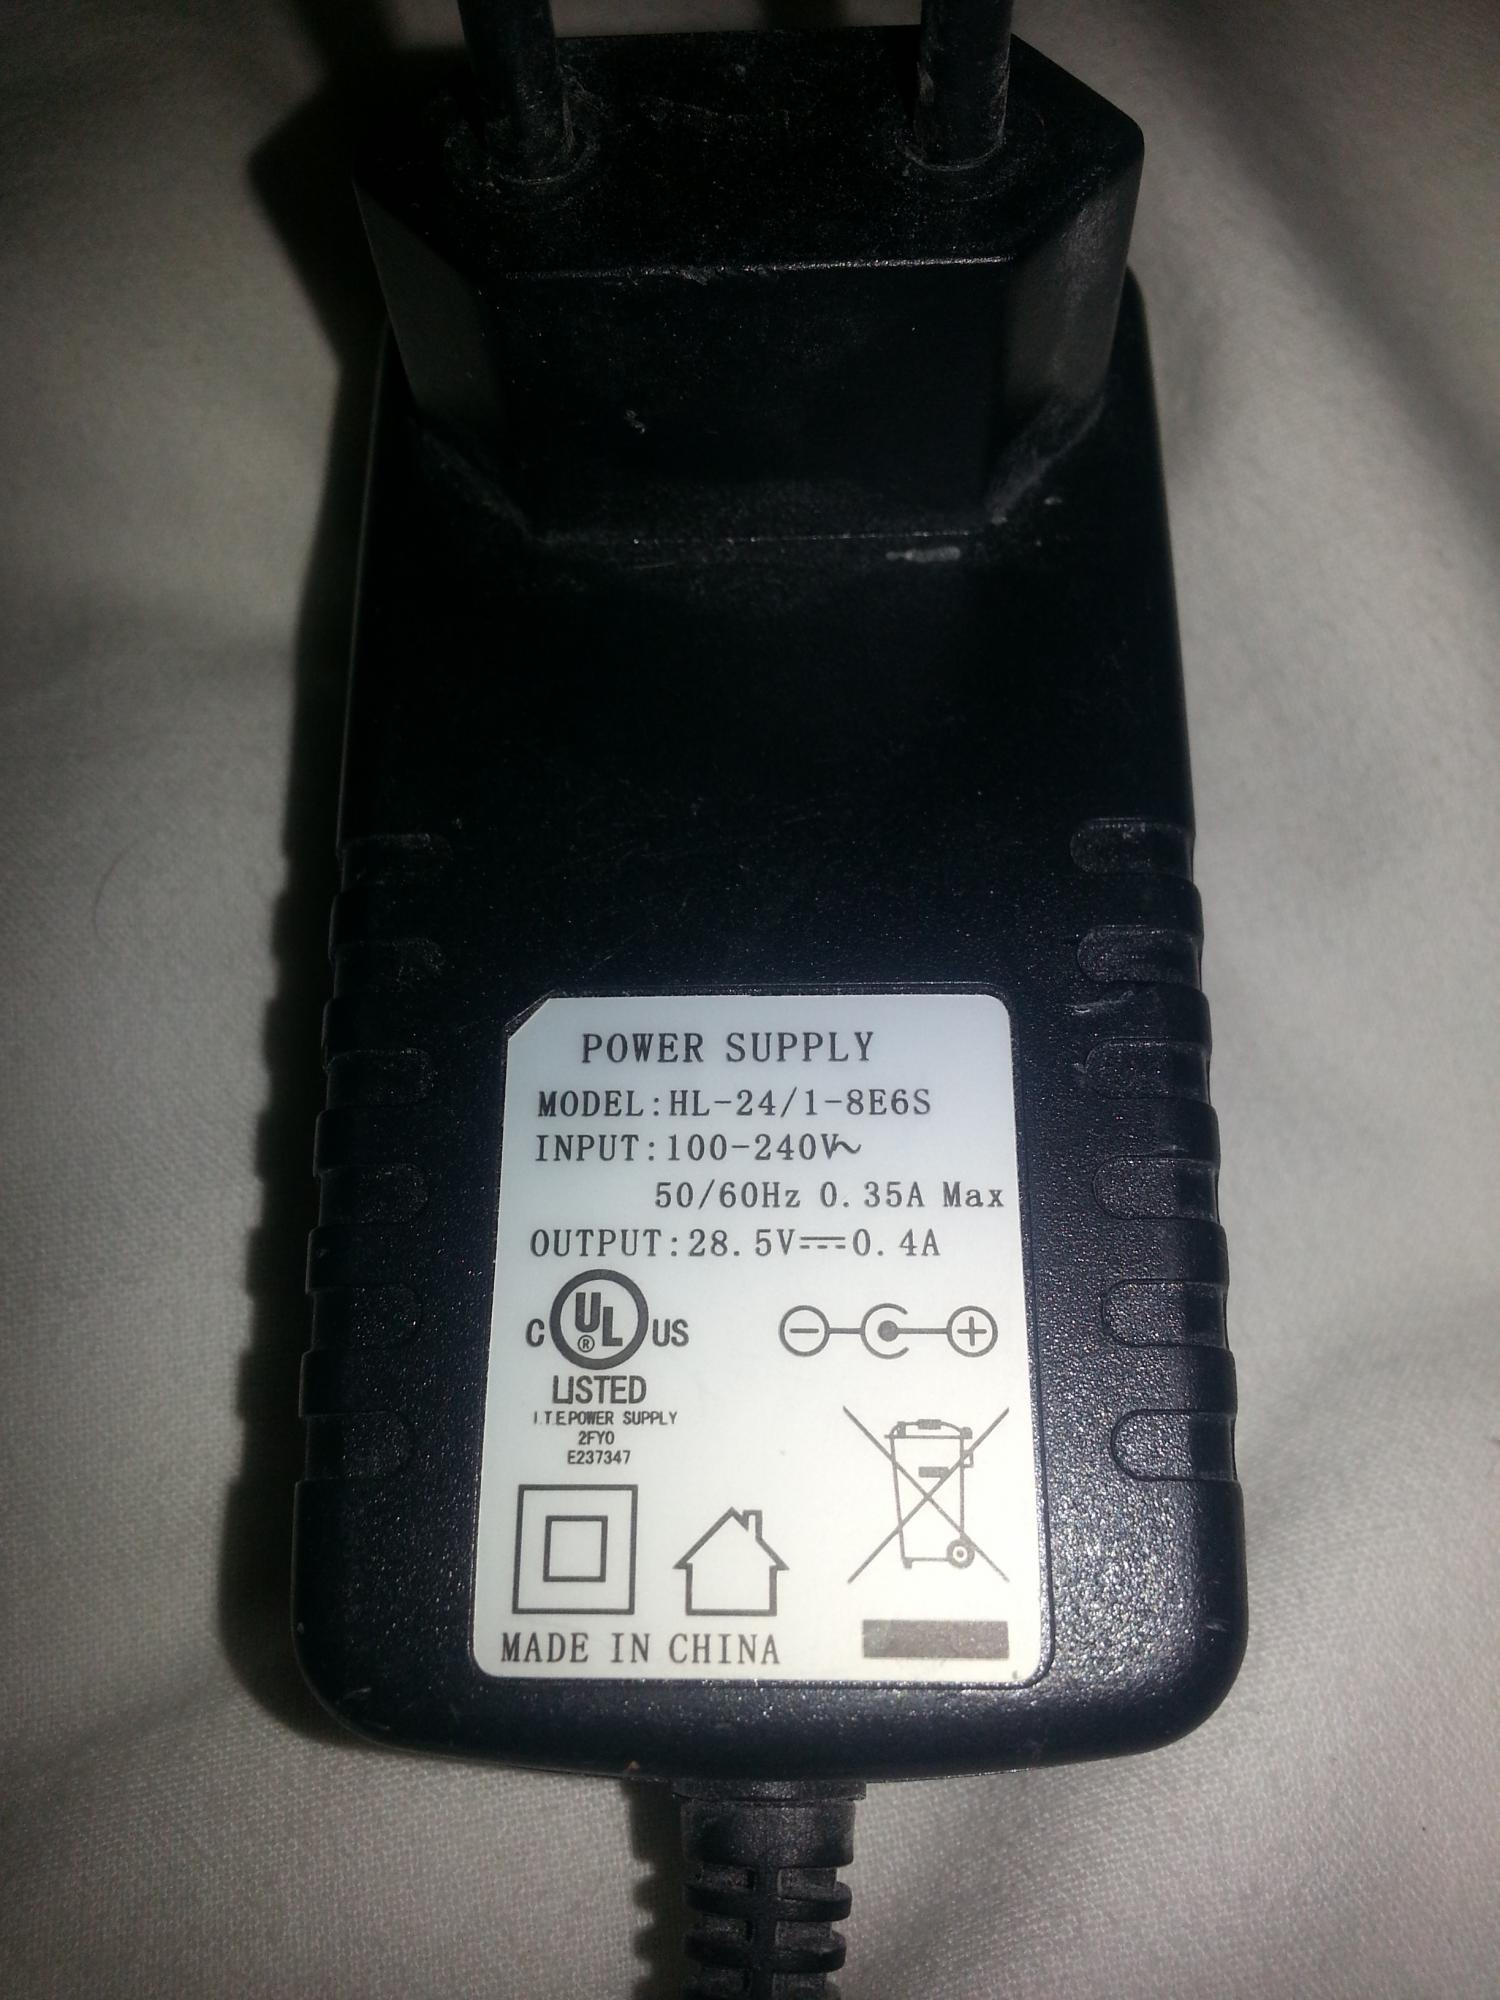 POWER SUPPLY
MODEL:HL-24/1-8E6S
INPUT:100-240V~
50/60Hz 0.35A Max
OUTPUT:28.5V⎓0.4A
C UL ® US
LISTED
I.T.E POWER SUPPLY
2FY0
E237347
MADE IN CHINA